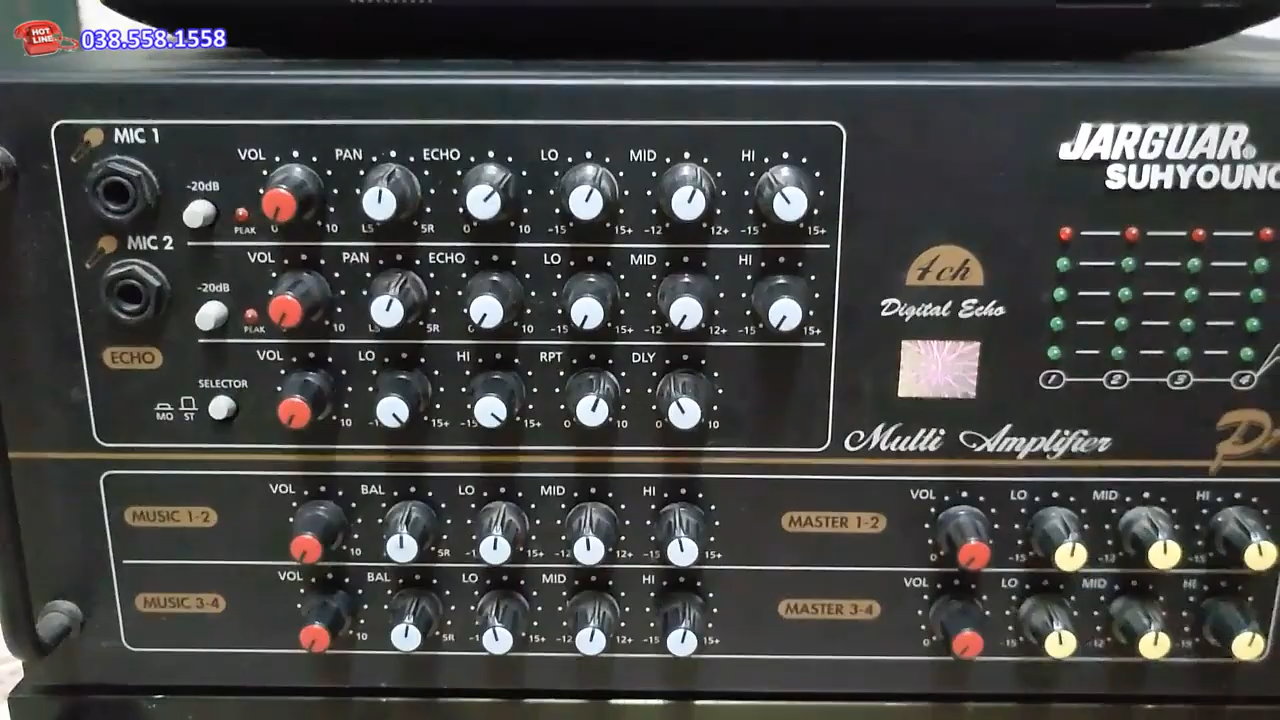 HOT LINE 038.558.1558
MIC 1
VOL PAN ECHO LO MID HI
-20dB
PEAK 0 10 L5 5R 0 10 -15 15+ -12 12+ -15 15+
JARGUAR®
SUHYOUNG
MIC 2
VOL PAN ECHO LO MID HI
-20dB
PEAK 10 L5 5R 0 10 -15 15+ -12 12+ -15 15+
4ch
Digital Echo
ECHO
VOL LO HI RPT DLY
SELECTOR
MO ST
10 15+ -15 15+ 0 10 0 10
1 2 3 4
Multi Amplifier
MUSIC 1-2
VOL BAL LO MID HI
10 5R 15+ 12+ -15 15+
MASTER 1-2
VOL LO MID HI
0 -15 -12 -15
MUSIC 3-4
VOL BAL LO MID HI
10 5R 15+ -12 12+ -15 15+
MASTER 3-4
VOL LO MID HI
0 -15 -12 -15